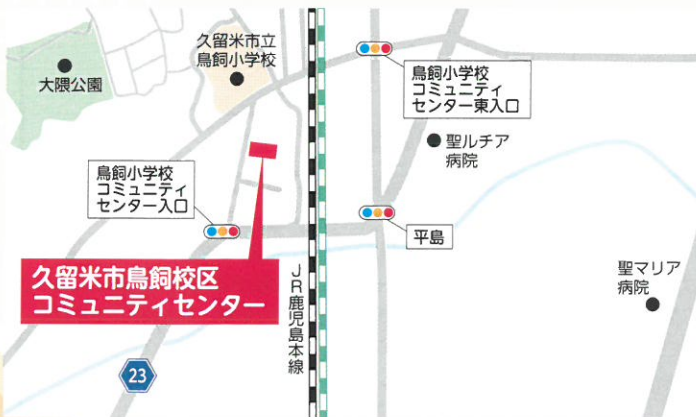 久留米市立
鳥飼小学校
大隈公園
鳥飼小学校
コミュニティ
センター東入口
聖ルチア
病院
鳥飼小学校
コミュニティ
センター入口
平島
久留米市鳥飼校区
コミュニティセンター
JR鹿児島本線
聖マリア
病院
23